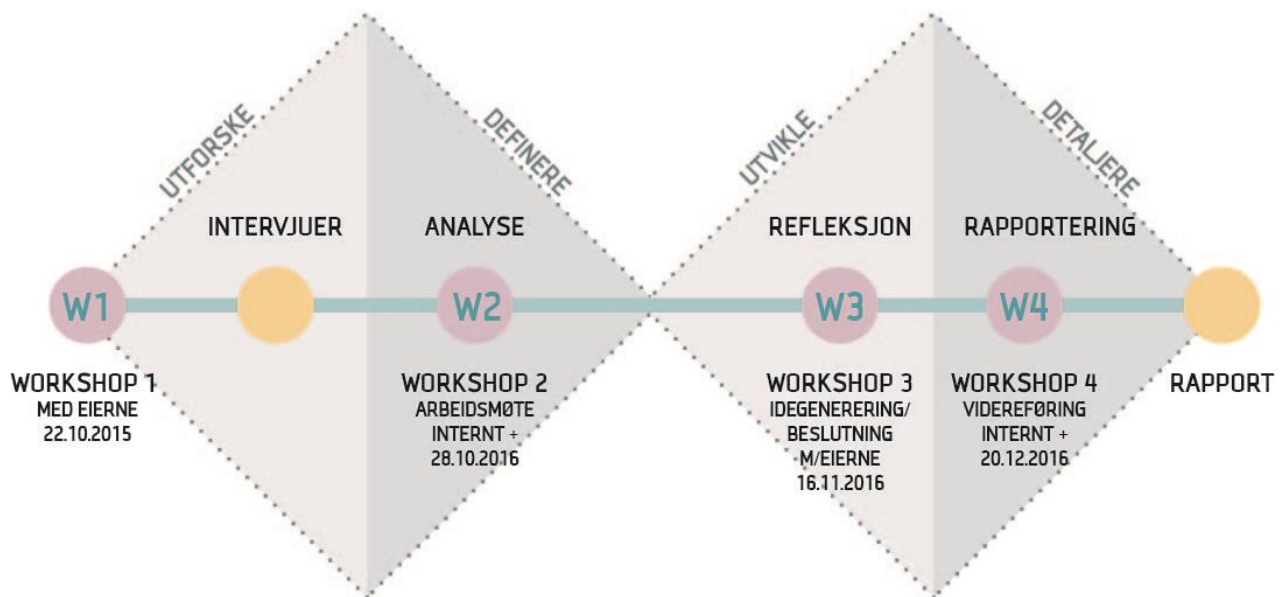 UTFORSKE
DEFINERE
UTVIKLE
DETALJERE
INTERVJUER
ANALYSE
REFLEKSJON
RAPPORTERING
W1
W2
W3
W4
WORKSHOP 1
MED EIERNE
22.10.2015
WORKSHOP 2
ARBEIDSMØTE
INTERNT +
28.10.2016
WORKSHOP 3
IDEGENERERING/
BESLUTNING
M/EIERNE
16.11.2016
WORKSHOP 4
VIDEREFØRING
INTERNT +
20.12.2016
RAPPORT